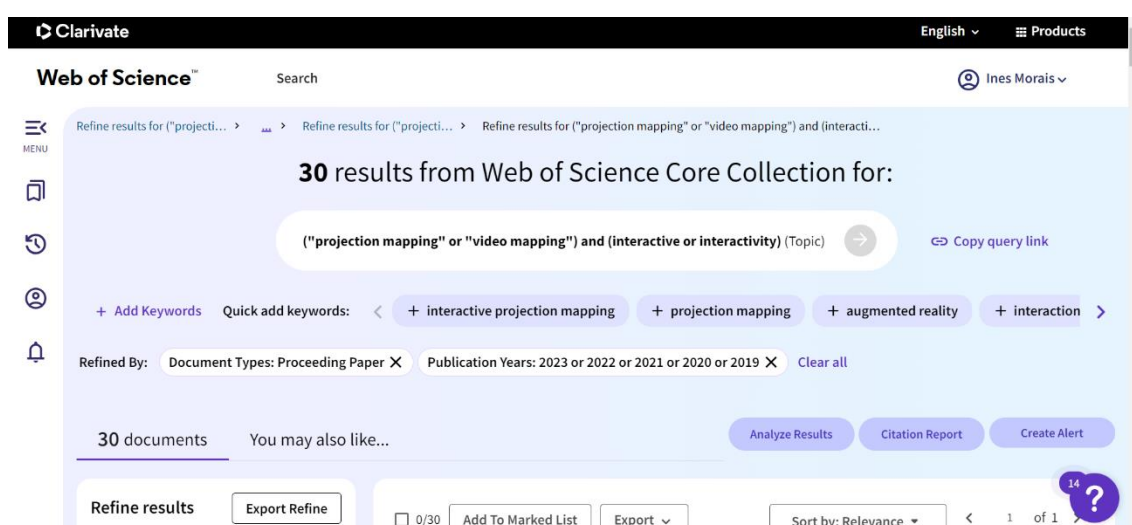 Clarivate English Products
Web of Science™ Search Ines Morais
MENU
Refine results for ("projecti... > ... > Refine results for ("projecti... > Refine results for ("projection mapping" or "video mapping") and (interacti...
30 results from Web of Science Core Collection for:
("projection mapping" or "video mapping") and (interactive or interactivity) (Topic) Copy query link
+ Add Keywords Quick add keywords: < + interactive projection mapping + projection mapping + augmented reality + interaction >
Refined By: Document Types: Proceeding Paper X Publication Years: 2023 or 2022 or 2021 or 2020 or 2019 X Clear all
30 documents You may also like... Analyze Results Citation Report Create Alert
14 ?
Refine results Export Refine 0/30 Add To Marked List Export Sort by: Relevance < 1 of 1